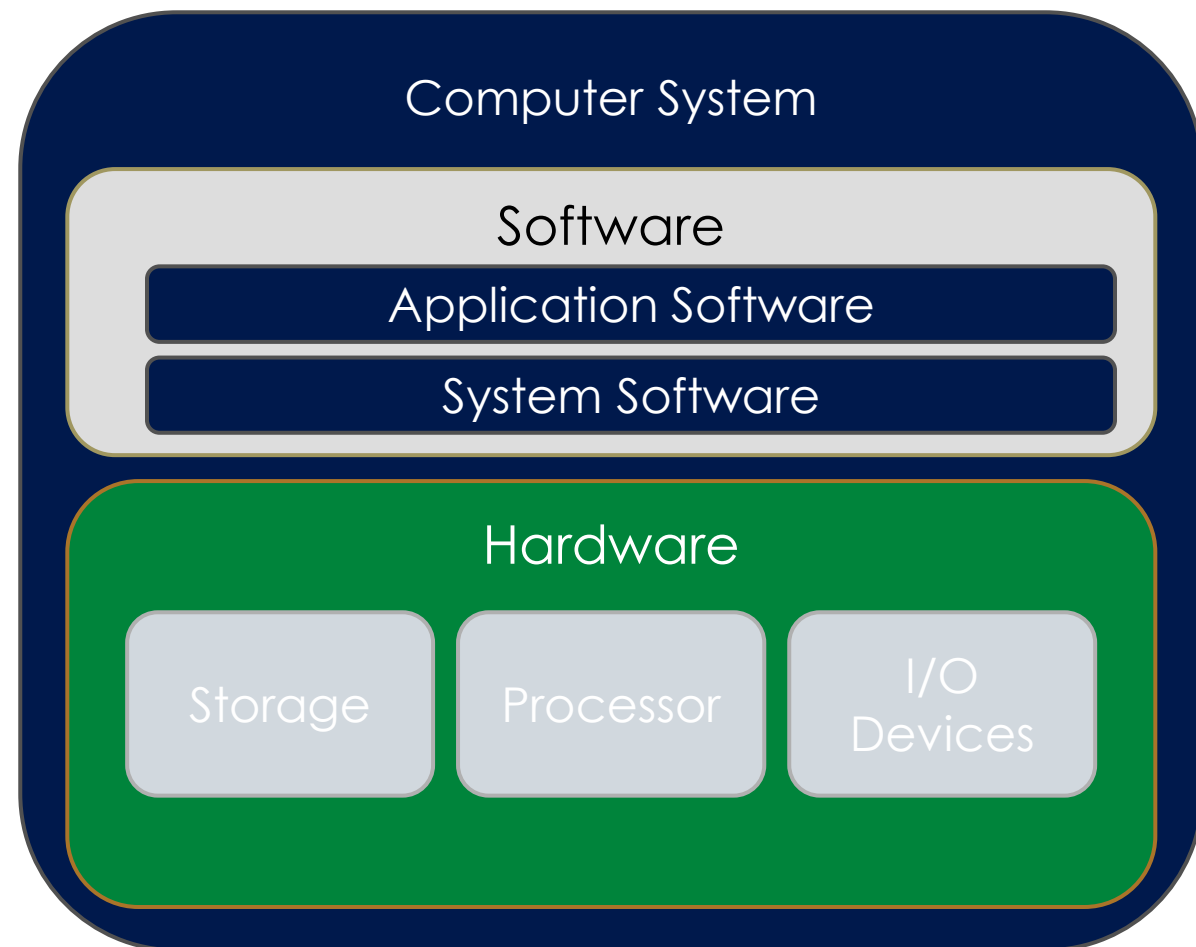 Computer System
Software
Application Software
System Software
Hardware
Storage
Processor
I/O
Devices